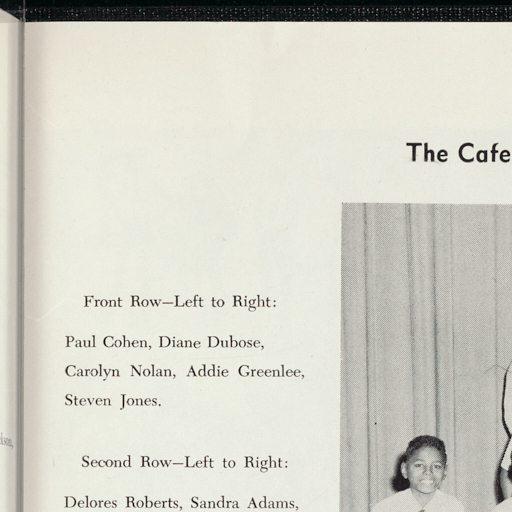 The Cafe
Front Row—Left to Right:
Paul Cohen, Diane Dubose,
Carolyn Nolan, Addie Greenlee,
Steven Jones.
Second Row—Left to Right:
Delores Roberts, Sandra Adams,